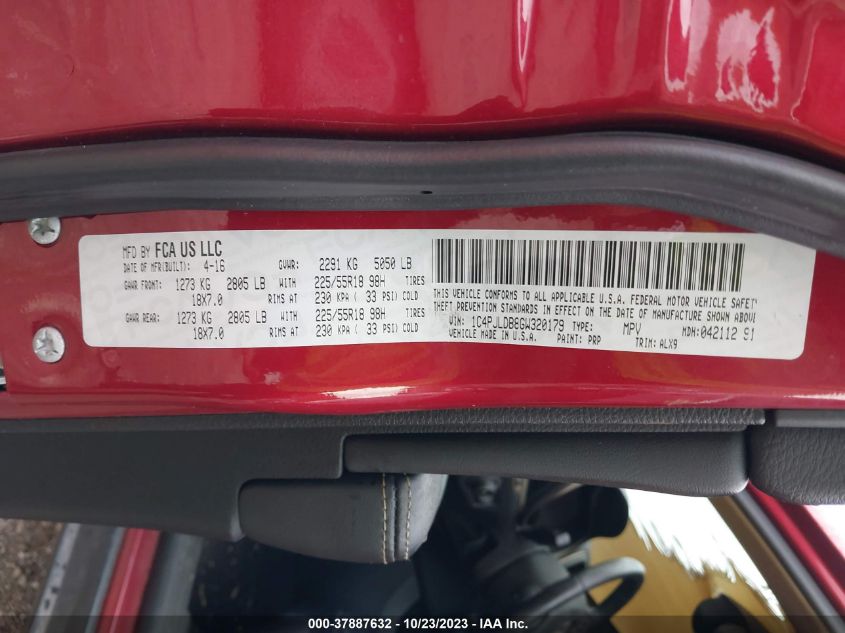 MFD BY FCA US LLC
DATE OF MFR(BUILT): 4-16 GVWR: 2291 KG 5050 LB
GAWR FRONT: 1273 KG 2805 LB WITH 225/55R18 98H TIRES
18X7.0 RIMS AT 230 KPA ( 33 PSI) COLD
GAWR REAR: 1273 KG 2805 LB WITH 225/55R18 98H TIRES
18X7.0 RIMS AT 230 KPA ( 33 PSI) COLD
THIS VEHICLE CONFORMS TO ALL APPLICABLE U.S.A. FEDERAL MOTOR VEHICLE SAFETY
THEFT PREVENTION STANDARDS IN EFFECT ON THE DATE OF MANUFACTURE SHOWN ABOVE
VIN: 1C4PJLDB8GW320179 TYPE: MPV MDH: 042112 91
VEHICLE MADE IN U.S.A. PAINT: PRP TRIM: ALX9
000-37887632 - 10/23/2023 - IAA Inc.